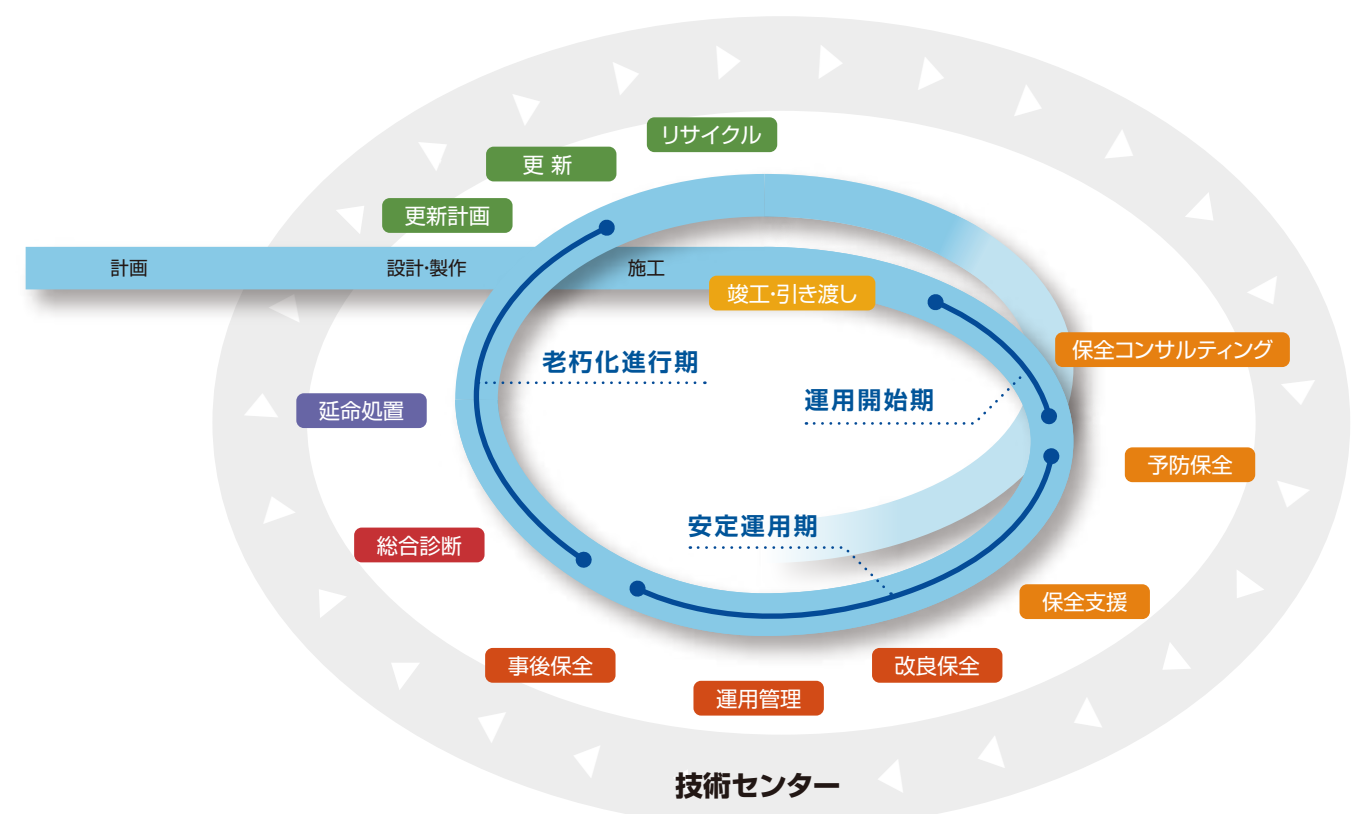 リサイクル
更 新
更新計画
計画
設計・製作
施工
竣工・引き渡し
保全コンサルティング
老朽化進行期
運用開始期
延命処置
予防保全
安定運用期
総合診断
保全支援
事後保全
改良保全
運用管理
技術センター